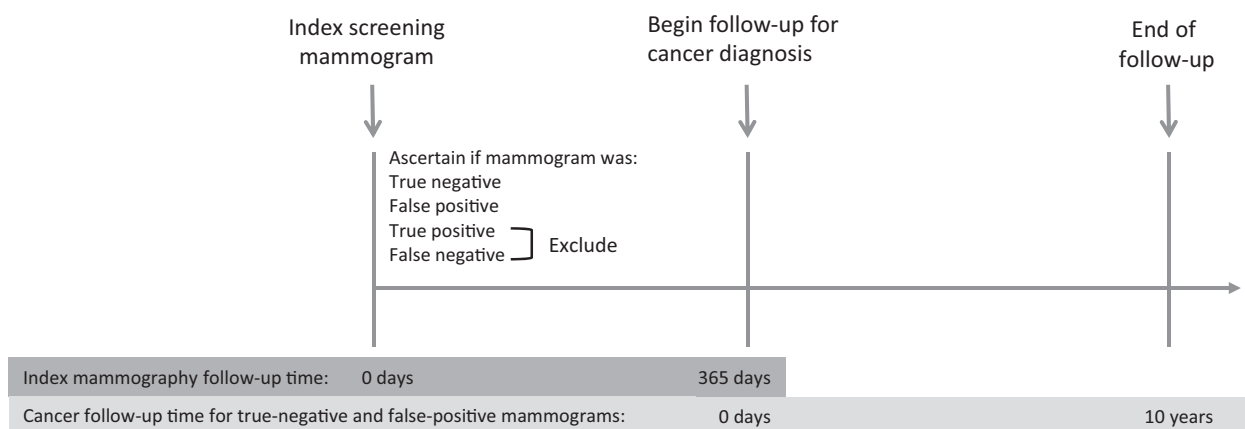 Index screening
mammogram
Begin follow-up for
cancer diagnosis
End of
follow-up
Ascertain if mammogram was:
True negative
False positive
True positive
False negative
Exclude
Index mammography follow-up time: 0 days 365 days
Cancer follow-up time for true-negative and false-positive mammograms: 0 days 10 years